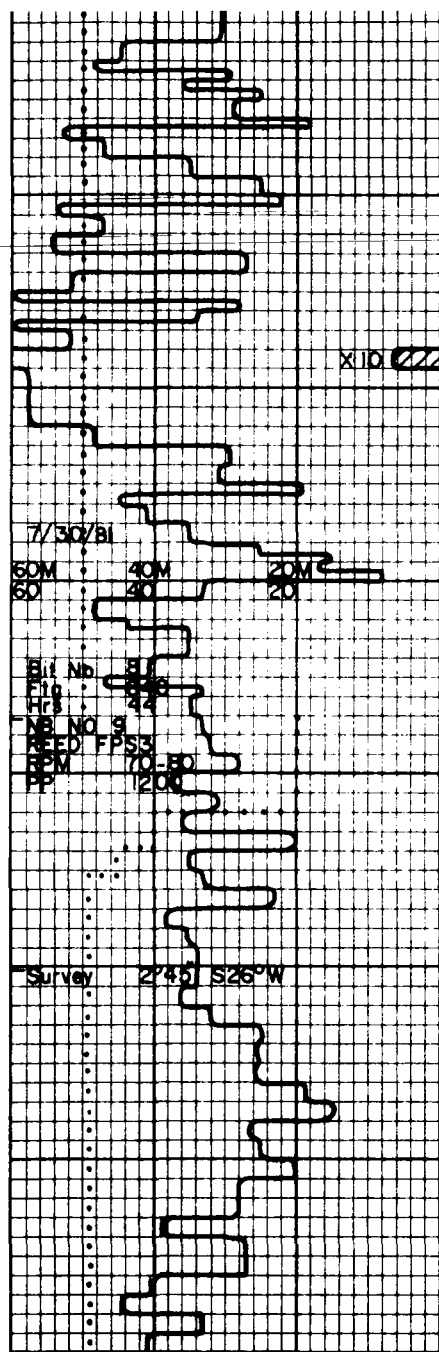 X 10
7/30/81
60M 40M 20M
60 40 20
Bit No 8
Ftg
Hrs 44
NB NO 9
REED FPS3
RPM 70-80
PP 1200
Survey 2°45' S26°W